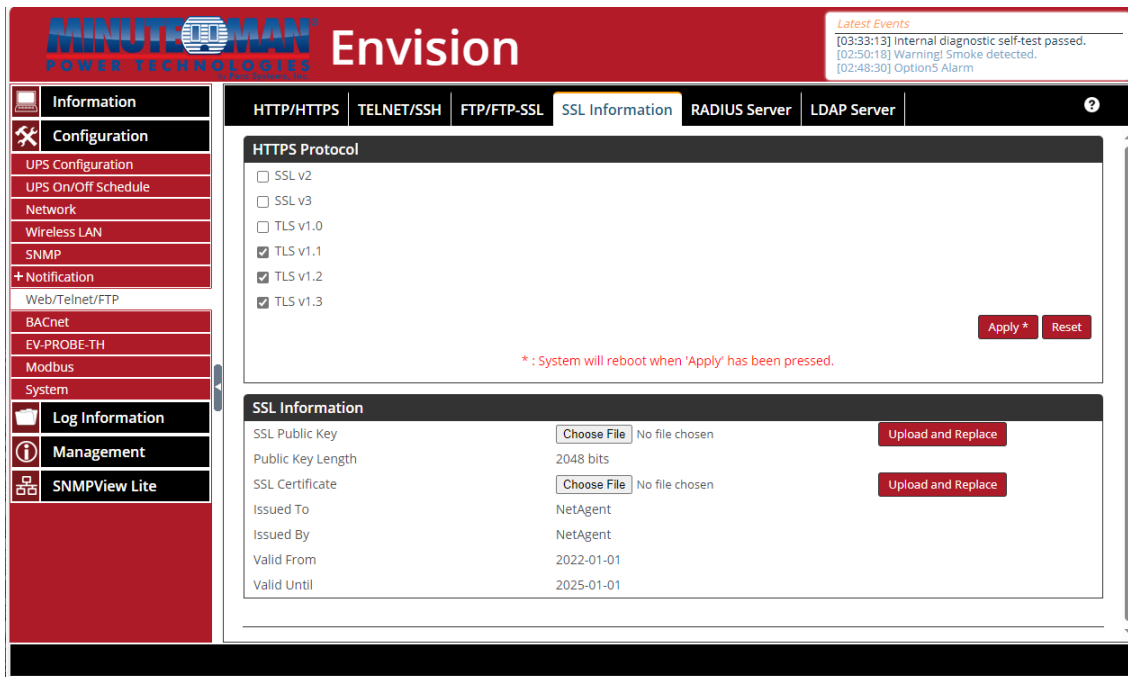 MINUTEMAN®
POWER TECHNOLOGIES
by Para Systems, Inc.
Envision
Latest Events
[03:33:13] Internal diagnostic self-test passed.
[02:50:18] Warning! Smoke detected.
[02:48:30] Option5 Alarm
Information
Configuration
UPS Configuration
UPS On/Off Schedule
Network
Wireless LAN
SNMP
+ Notification
Web/Telnet/FTP
BACnet
EV-PROBE-TH
Modbus
System
Log Information
Management
SNMPView Lite
HTTP/HTTPS TELNET/SSH FTP/FTP-SSL SSL Information RADIUS Server LDAP Server ?
HTTPS Protocol
SSL v2
SSL v3
TLS v1.0
TLS v1.1
TLS v1.2
TLS v1.3
Apply * Reset
* : System will reboot when 'Apply' has been pressed.
SSL Information
SSL Public Key Choose File No file chosen Upload and Replace
Public Key Length 2048 bits
SSL Certificate Choose File No file chosen Upload and Replace
Issued To NetAgent
Issued By NetAgent
Valid From 2022-01-01
Valid Until 2025-01-01